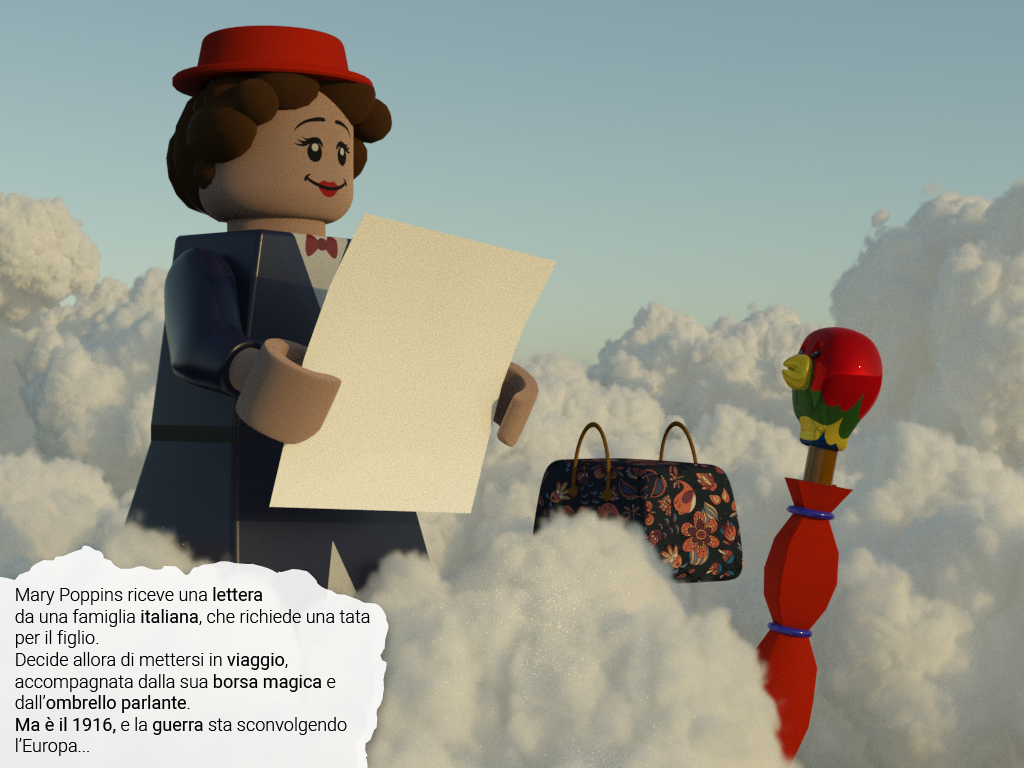 Mary Poppins riceve una lettera
da una famiglia italiana, che richiede una tata
per il figlio.
Decide allora di mettersi in viaggio,
accompagnata dalla sua borsa magica e
dall’ombrello parlante.
Ma è il 1916, e la guerra sta sconvolgendo
l’Europa...